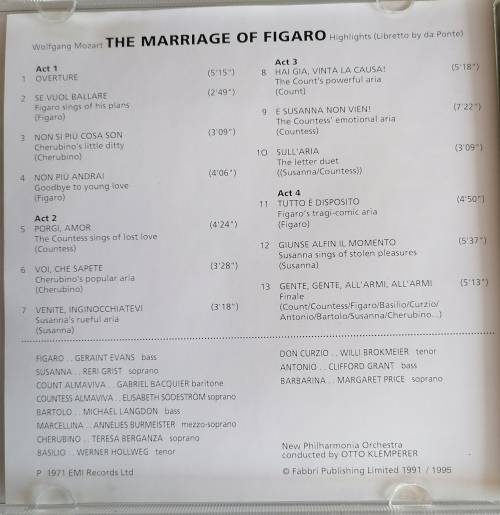 Wolfgang Mozart THE MARRIAGE OF FIGARO Highlights (Libretto by da Ponte)
Act 1
1 OVERTURE (5'15")
2 SE VUOL BALLARE (2'49")
Figaro sings of his plans
(Figaro)
3 NON SI PIÙ COSA SON (3'09")
Cherubino's little ditty
(Cherubino)
4 NON PIÙ ANDRAI (4'06")
Goodbye to young love
(Figaro)
Act 2
5 PORGI, AMOR (4'24")
The Countess sings of lost love
(Countess)
6 VOI, CHE SAPETE (3'28")
Cherubino's popular aria
(Cherubino)
7 VENITE, INGINOCCHIATEVI (3'18")
Susanna's rueful aria
(Susanna)
Act 3
8 HAI GIA, VINTA LA CAUSA! (5'18")
The Count's powerful aria
(Count)
9 E SUSANNA NON VIEN! (7'22")
The Countess' emotional aria
(Countess)
10 SULL'ARIA (3'09")
The letter duet
((Susanna/Countess))
Act 4
11 TUTTO È DISPOSITO (4'50")
Figaro's tragi-comic aria
(Figaro)
12 GIUNSE ALFIN IL MOMENTO (5'37")
Susanna sings of stolen pleasures
(Susanna)
13 GENTE, GENTE, ALL'ARMI, ALL'ARMI (5'13")
Finale
(Count/Countess/Figaro/Basilio/Curzio/
Antonio/Bartolo/Susanna/Cherubino...)
FIGARO . . GERAINT EVANS bass
SUSANNA . . RERI GRIST soprano
COUNT ALMAVIVA . . GABRIEL BACQUIER baritone
COUNTESS ALMAVIVA . . ELISABETH SÖDESTRÖM soprano
BARTOLO . . MICHAEL LANGDON bass
MARCELLINA . . ANNELIES BURMEISTER mezzo-soprano
CHERUBINO . . TERESA BERGANZA soprano
BASILIO . . WERNER HOLLWEG tenor
DON CURZIO . . WILLI BROKMEIER tenor
ANTONIO . . CLIFFORD GRANT bass
BARBARINA . . MARGARET PRICE soprano
New Philharmonia Orchestra
conducted by OTTO KLEMPERER
P 1971 EMI Records Ltd
© Fabbri Publishing Limited 1991 / 1995